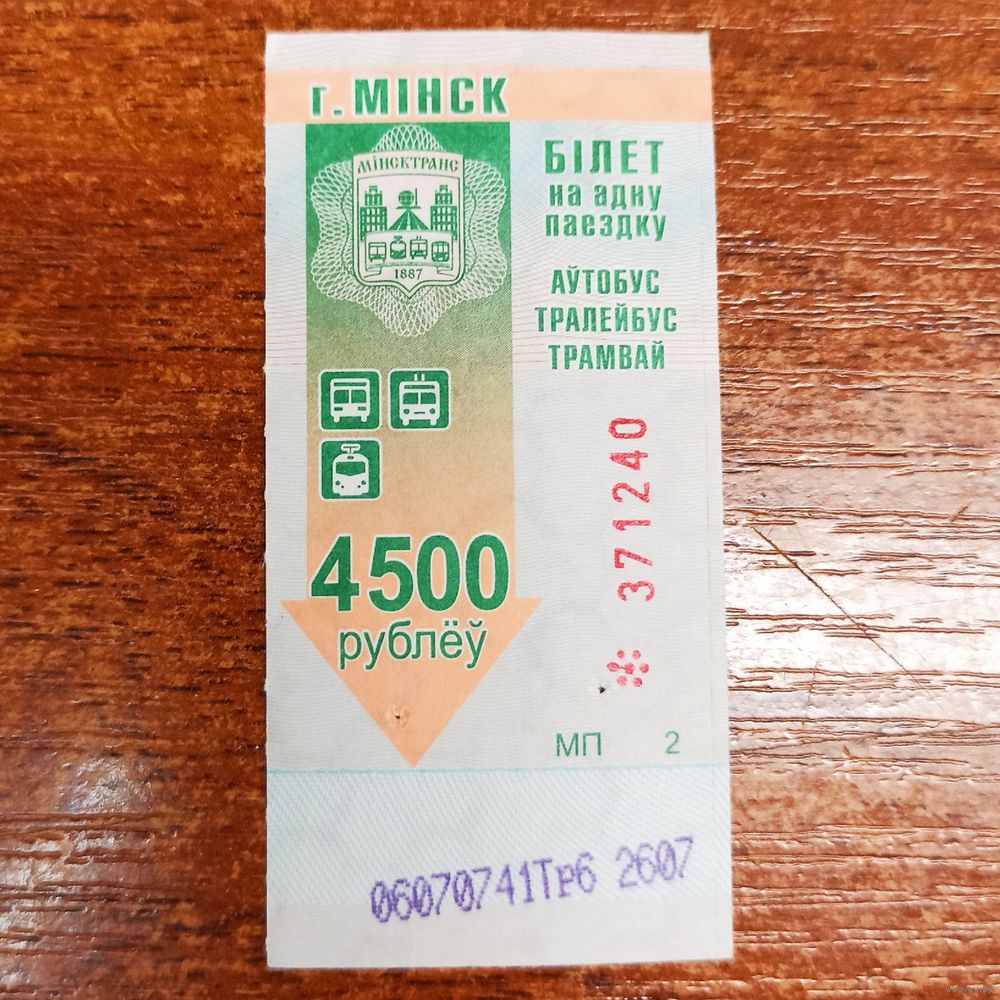 г. МІНСК
МІНСКТРАНС
1887
БІЛЕТ
на адну
паездку
АЎТОБУС
ТРАЛЕЙБУС
ТРАМВАЙ
371240
4500
рублёў
МП 2
06070741Тр6 2607